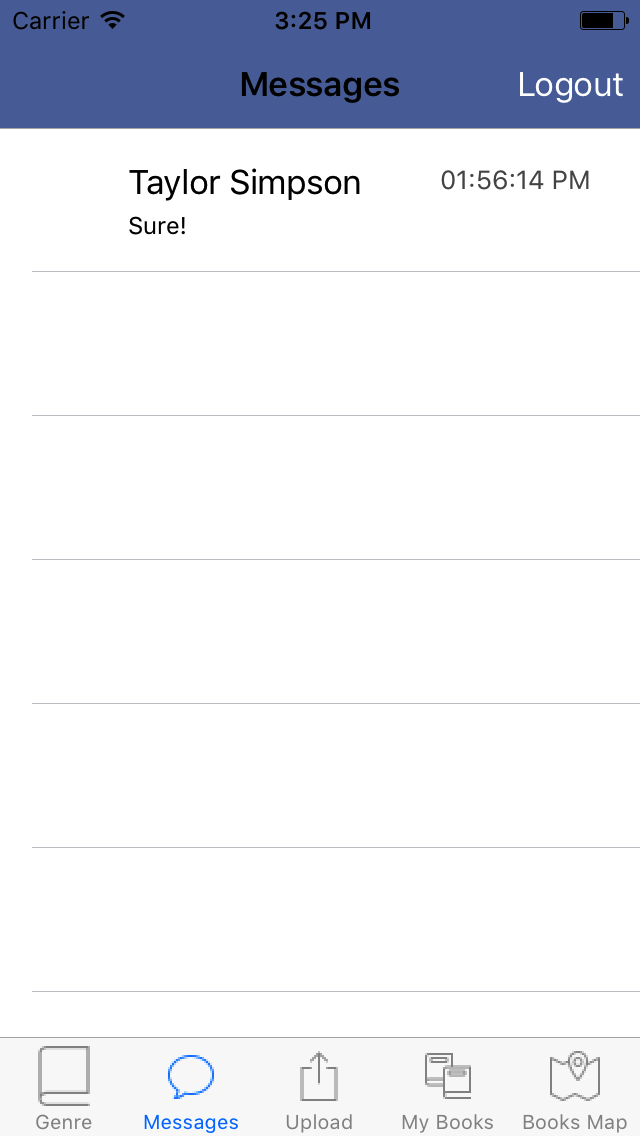 Carrier 3:25 PM
Messages Logout
Taylor Simpson 01:56:14 PM
Sure!
Genre Messages Upload My Books Books Map